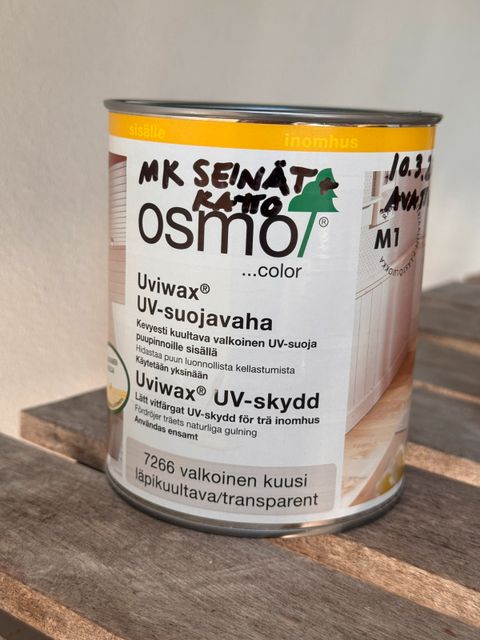 sisälle inomhus
MK SEINÄT +
KATTO
10.3.2
osmo®
...color
M1
Uviwax®
UV-suojavaha
Kevyesti kuultava valkoinen UV-suoja
puupinnoille sisällä
Hidastaa puun luonnollista kellastumista
Käytetään yksinään
Uviwax® UV-skydd
Lätt vitfärgat UV-skydd för trä inomhus
Fördröjer träets naturliga gulning
Användas ensamt
7266 valkoinen kuusi
läpikuultava/transparent